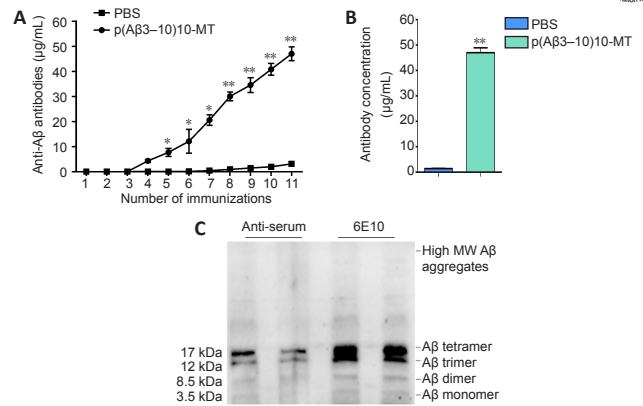 A
PBS
p(Aβ3–10)10-MT
Anti-Aβ antibodies (μg/mL)
60
50
40
30
20
10
0
*
*
*
**
**
**
**
1 2 3 4 5 6 7 8 9 10 11
Number of immunizations
B
PBS
p(Aβ3–10)10-MT
Antibody concentration
(μg/mL)
60
50
40
30
20
10
0
**
C
Anti-serum
6E10
High MW Aβ
aggregates
17 kDa
12 kDa
8.5 kDa
3.5 kDa
Aβ tetramer
Aβ trimer
Aβ dimer
Aβ monomer